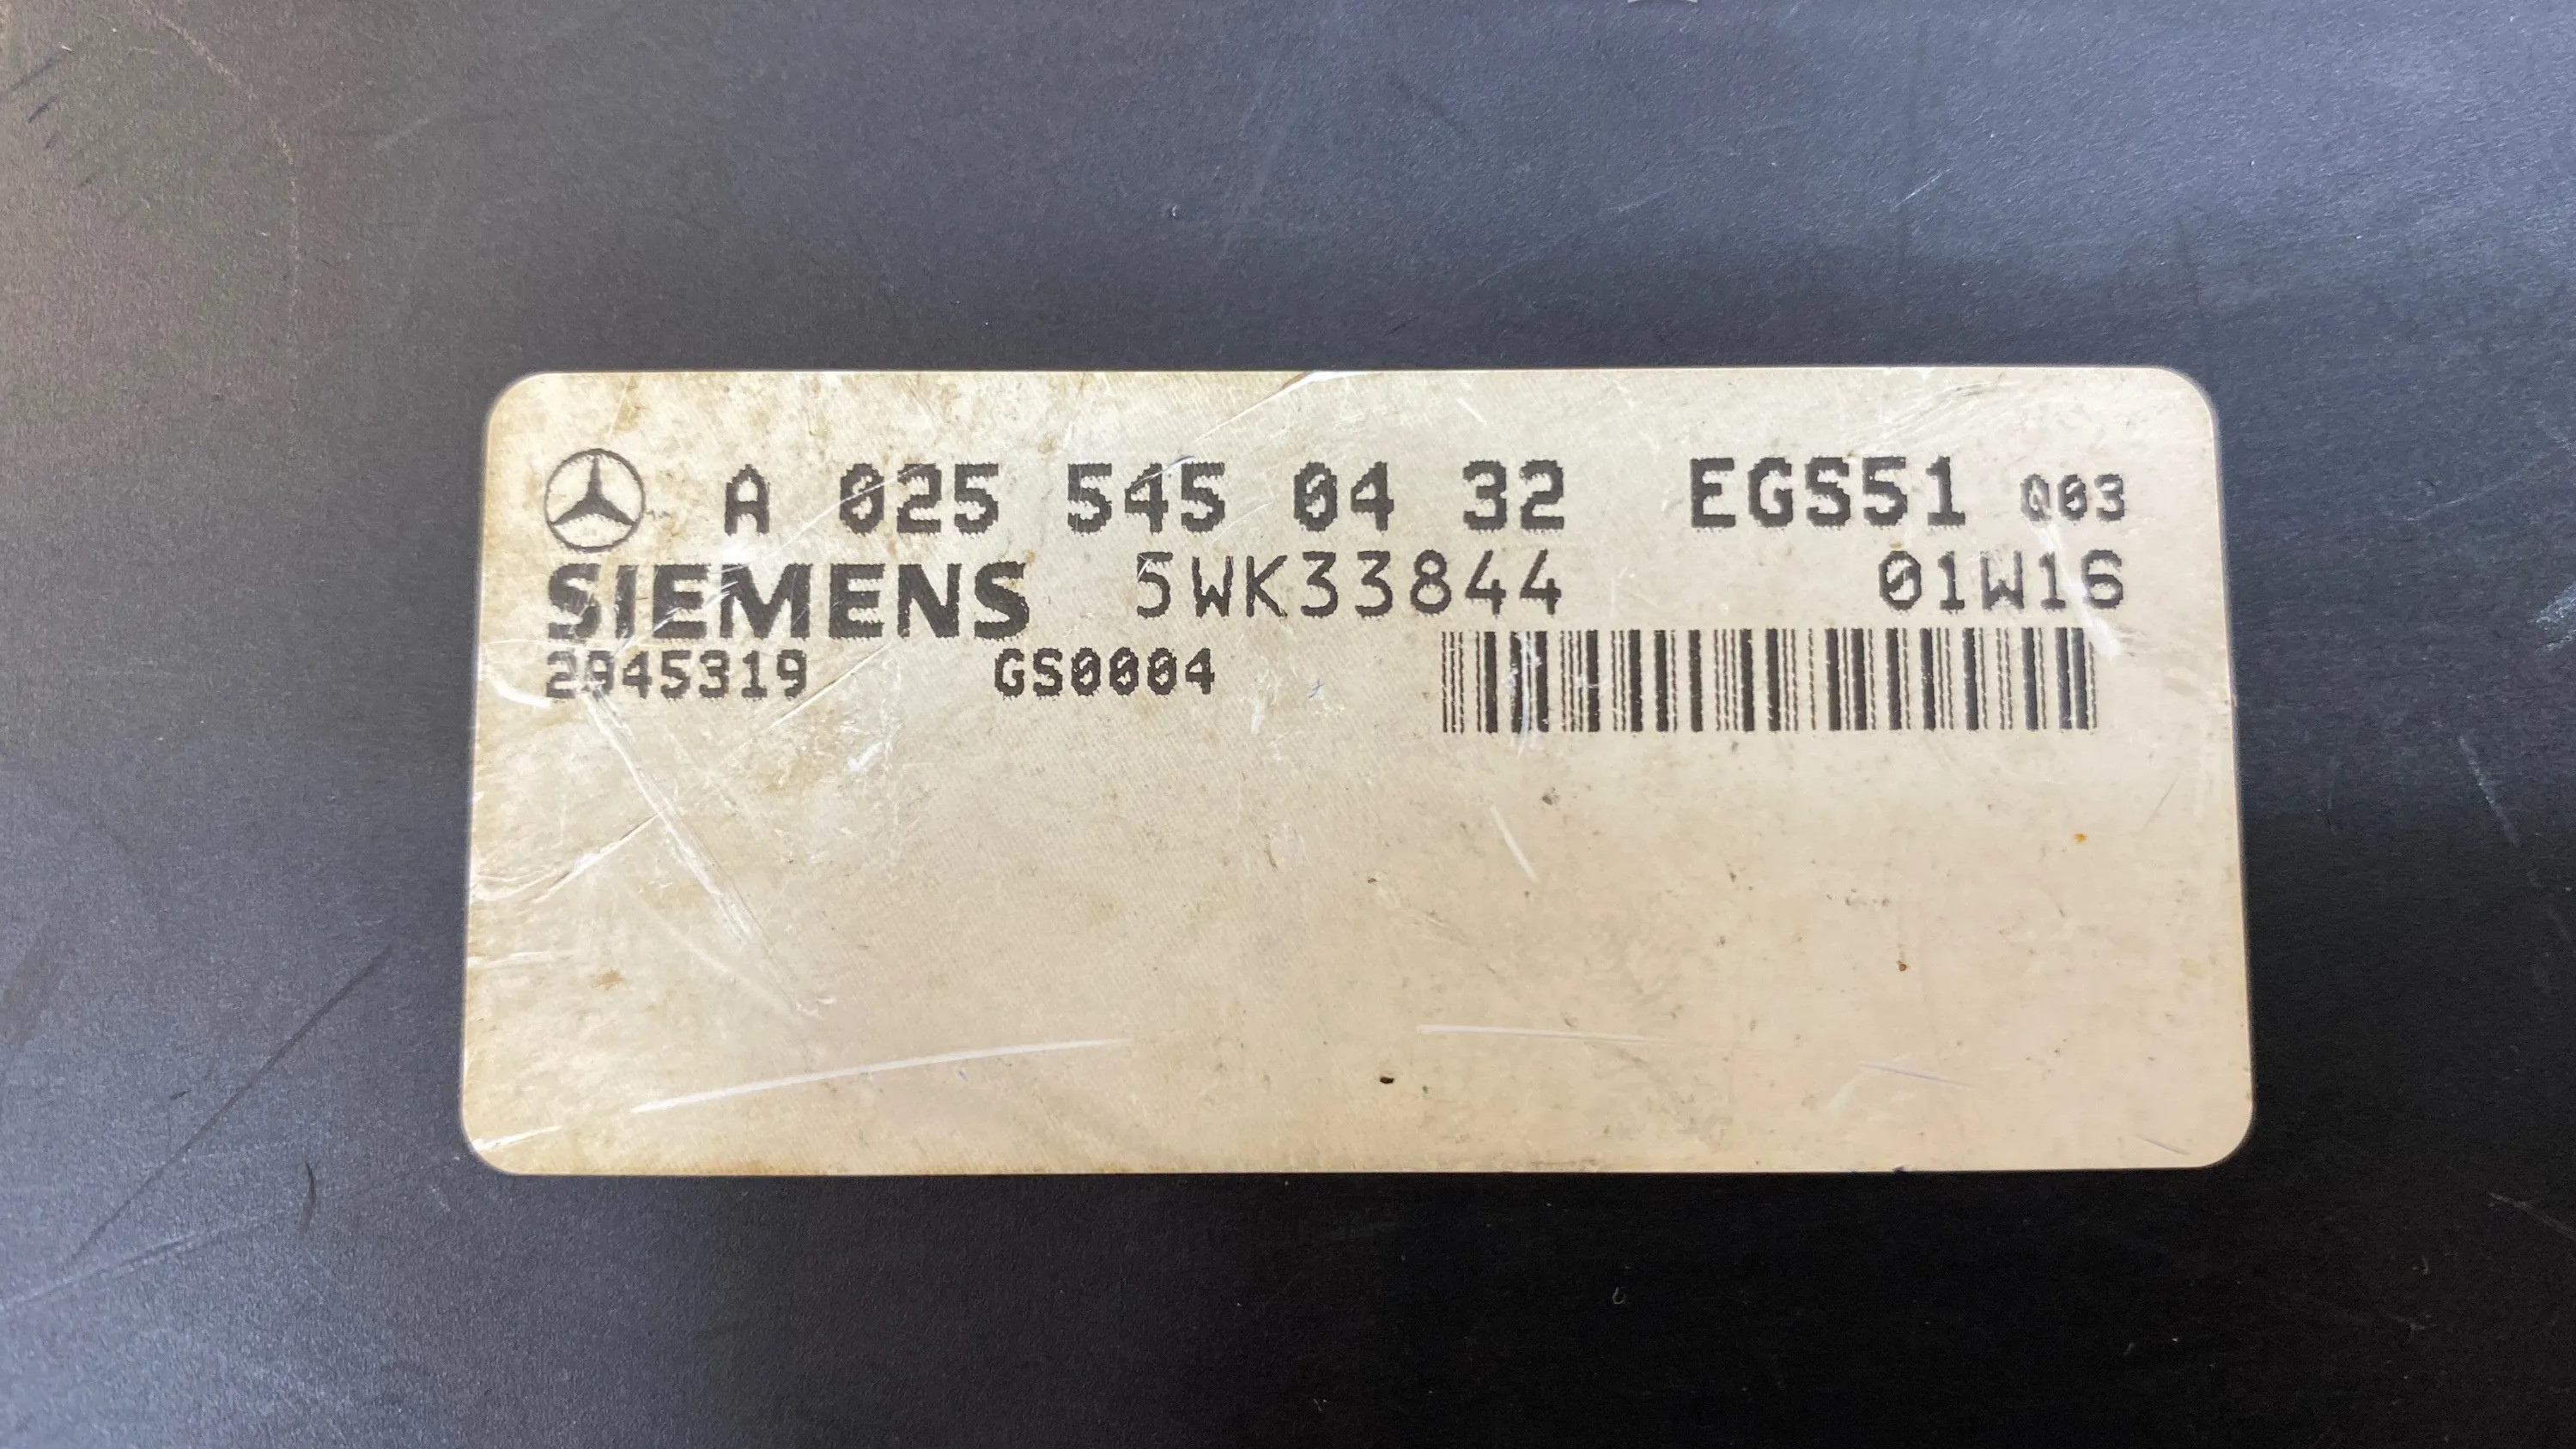 A 025 545 04 32 EGS51 Q03
SIEMENS 5WK33844 01W16
2945319 GS0004